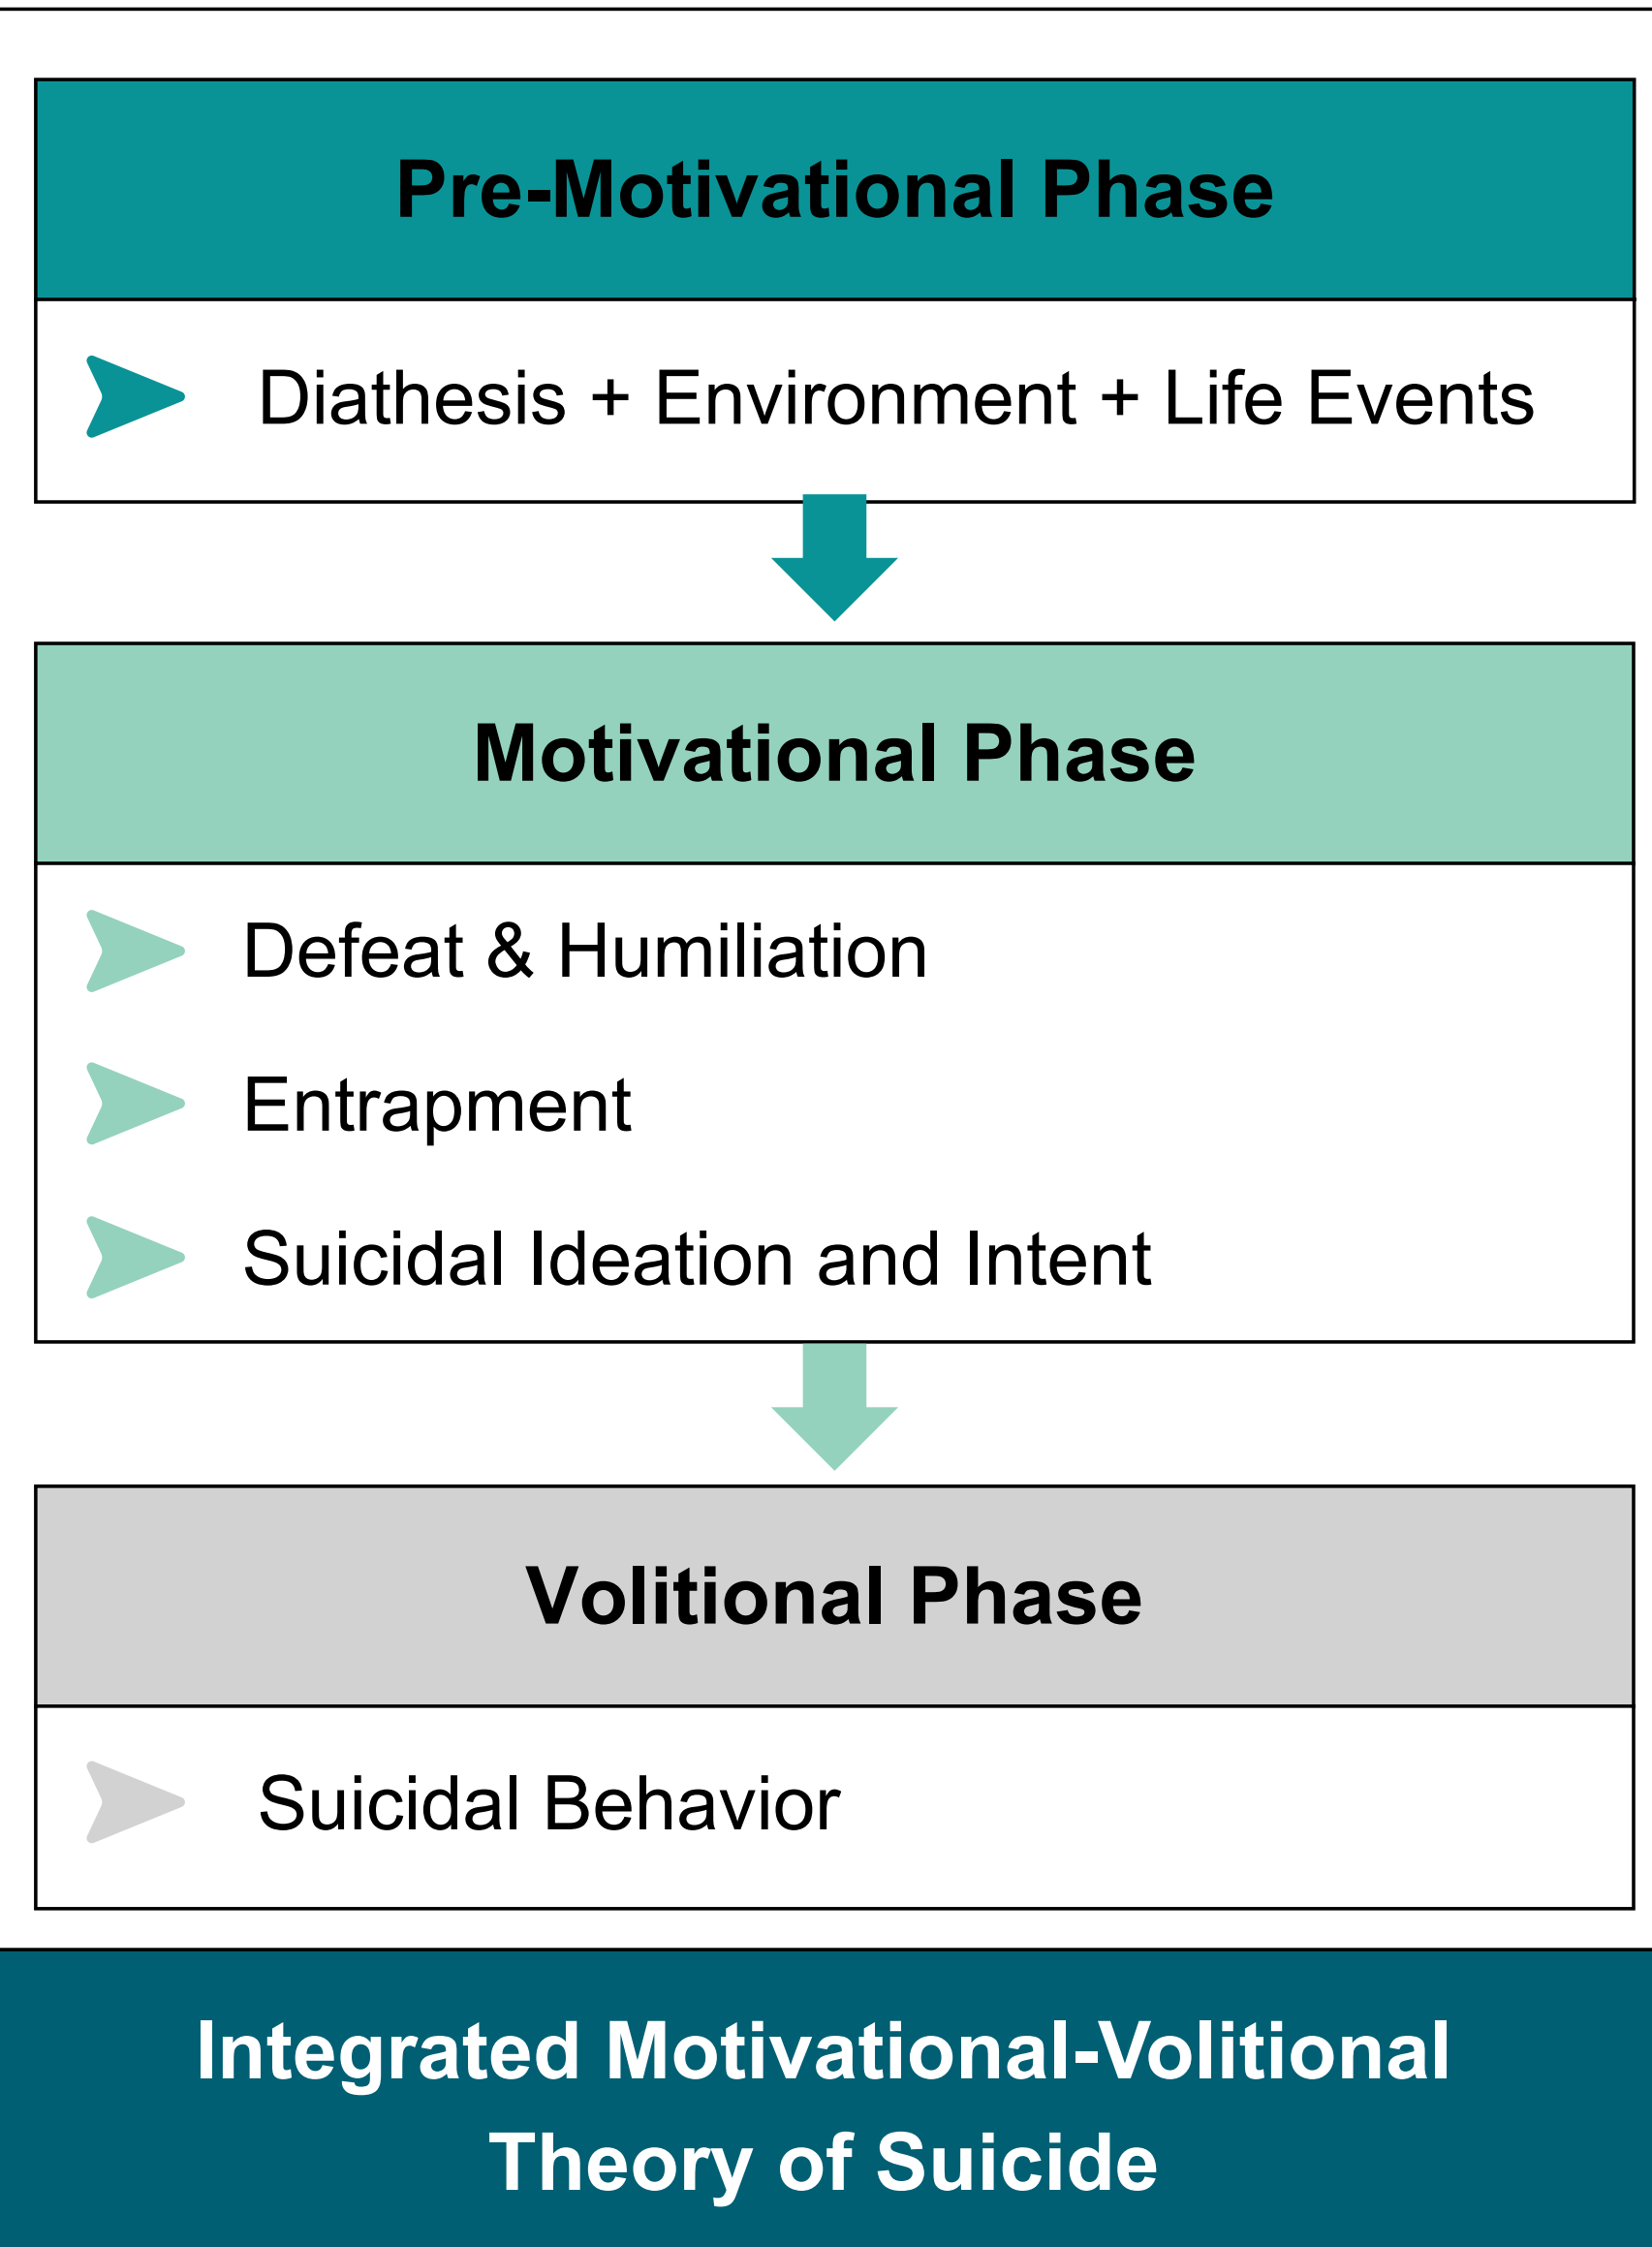 Pre-Motivational Phase
Diathesis + Environment + Life Events
Motivational Phase
Defeat & Humiliation
Entrapment
Suicidal Ideation and Intent
Volitional Phase
Suicidal Behavior
Integrated Motivational-Volitional
Theory of Suicide